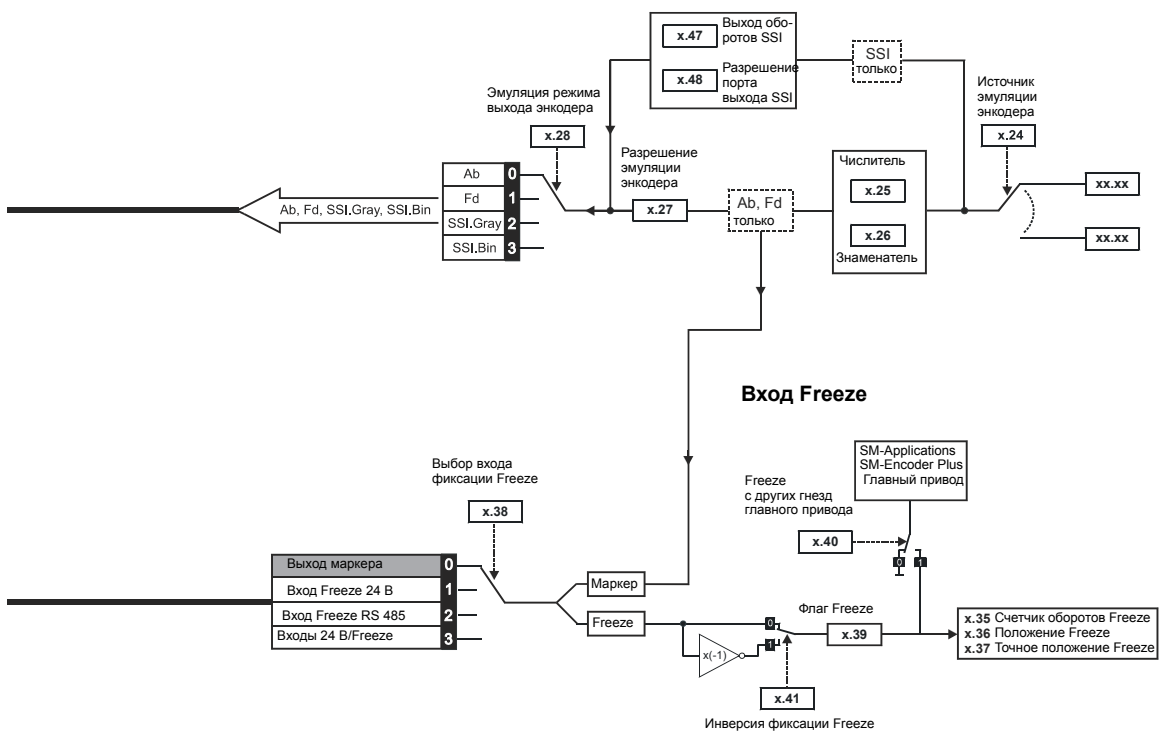 Выход обо-
ротов SSI
x.47
x.48
Разрешение
порта
выхода SSI
SSI
только
Источник
эмуляции
энкодера
x.24
Эмуляция режима
выхода энкодера
x.28
Разрешение
эмуляции
энкодера
x.27
Ab, Fd
только
Числитель
x.25
x.26
Знаменатель
xx.xx
xx.xx
Ab, Fd, SSI.Gray, SSI.Bin
Ab 0
Fd 1
SSI.Gray 2
SSI.Bin 3
Вход Freeze
Выбор входа
фиксации Freeze
x.38
Freeze
с других гнезд
главного привода
x.40
SM-Applications
SM-Encoder Plus
Главный привод
0 1
Выход маркера 0
Вход Freeze 24 В 1
Вход Freeze RS 485 2
Входы 24 В/Freeze 3
Маркер
Freeze
x(-1)
0
1
Флаг Freeze
x.39
x.41
Инверсия фиксации Freeze
x.35 Счетчик оборотов Freeze
x.36 Положение Freeze
x.37 Точное положение Freeze